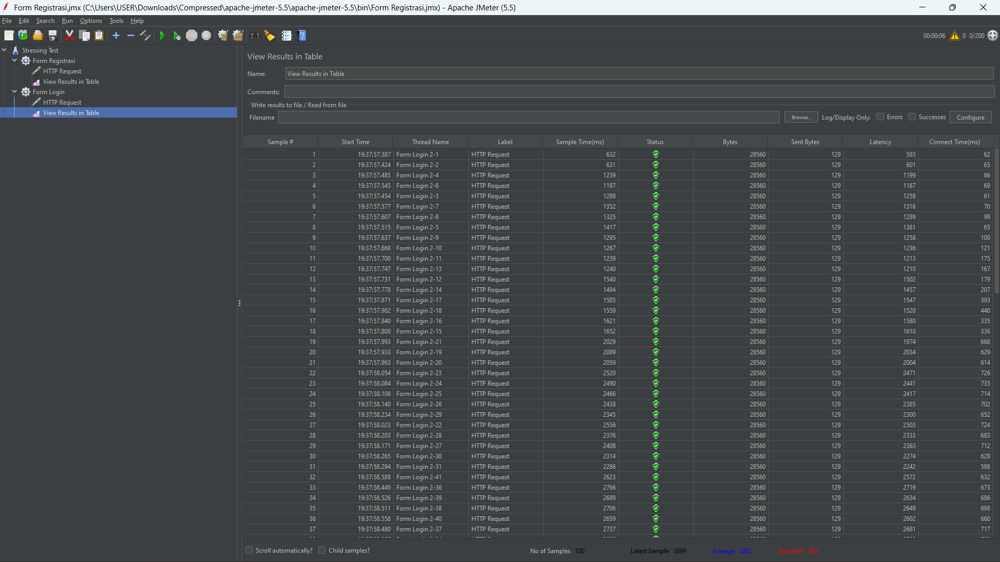 Form Registrasi.jmx (C:\Users\USER\Downloads\Compressed\apache-jmeter-5.5\apache-jmeter-5.5\bin\Form Registrasi.jmx) - Apache JMeter (5.5)
File Edit Search Run Options Tools Help
00:00:06 0 0/200
Stressing Test
Form Registrasi
HTTP Request
View Results in Table
Form Login
HTTP Request
View Results in Table
View Results in Table
Name: View Results in Table
Comments:
Write results to file / Read from file
Filename Browse... Log/Display Only: Errors Successes Configure
Sample # Start Time Thread Name Label Sample Time(ms) Status Bytes Sent Bytes Latency Connect Time(ms)
1 19:37:57.387 Form Login 2-1 HTTP Request 632 28560 129 593 62
2 19:37:57.424 Form Login 2-2 HTTP Request 631 28560 129 601 65
3 19:37:57.485 Form Login 2-4 HTTP Request 1239 28560 129 1199 66
4 19:37:57.545 Form Login 2-6 HTTP Request 1197 28560 129 1167 69
5 19:37:57.454 Form Login 2-3 HTTP Request 1288 28560 129 1258 61
6 19:37:57.577 Form Login 2-7 HTTP Request 1352 28560 129 1316 70
7 19:37:57.607 Form Login 2-8 HTTP Request 1325 28560 129 1289 99
8 19:37:57.515 Form Login 2-5 HTTP Request 1417 28560 129 1381 65
9 19:37:57.637 Form Login 2-9 HTTP Request 1295 28560 129 1258 100
10 19:37:57.668 Form Login 2-10 HTTP Request 1267 28560 129 1236 121
11 19:37:57.700 Form Login 2-11 HTTP Request 1239 28560 129 1213 175
12 19:37:57.747 Form Login 2-13 HTTP Request 1240 28560 129 1210 167
13 19:37:57.731 Form Login 2-12 HTTP Request 1540 28560 129 1502 179
14 19:37:57.778 Form Login 2-14 HTTP Request 1494 28560 129 1457 207
15 19:37:57.871 Form Login 2-17 HTTP Request 1585 28560 129 1547 393
16 19:37:57.902 Form Login 2-18 HTTP Request 1559 28560 129 1520 440
17 19:37:57.840 Form Login 2-16 HTTP Request 1621 28560 129 1580 335
18 19:37:57.809 Form Login 2-15 HTTP Request 1652 28560 129 1610 336
19 19:37:57.993 Form Login 2-21 HTTP Request 2029 28560 129 1974 668
20 19:37:57.933 Form Login 2-19 HTTP Request 2089 28560 129 2034 629
21 19:37:57.963 Form Login 2-20 HTTP Request 2059 28560 129 2004 614
22 19:37:58.054 Form Login 2-23 HTTP Request 2520 28560 129 2471 726
23 19:37:58.084 Form Login 2-24 HTTP Request 2490 28560 129 2441 735
24 19:37:58.108 Form Login 2-25 HTTP Request 2466 28560 129 2417 714
25 19:37:58.140 Form Login 2-26 HTTP Request 2438 28560 129 2385 702
26 19:37:58.234 Form Login 2-29 HTTP Request 2345 28560 129 2300 652
27 19:37:58.023 Form Login 2-22 HTTP Request 2556 28560 129 2503 724
28 19:37:58.203 Form Login 2-28 HTTP Request 2376 28560 129 2333 683
29 19:37:58.171 Form Login 2-27 HTTP Request 2408 28560 129 2363 712
30 19:37:58.265 Form Login 2-30 HTTP Request 2314 28560 129 2274 628
31 19:37:58.294 Form Login 2-31 HTTP Request 2286 28560 129 2242 598
32 19:37:58.588 Form Login 2-41 HTTP Request 2623 28560 129 2572 632
33 19:37:58.449 Form Login 2-36 HTTP Request 2766 28560 129 2719 673
34 19:37:58.526 Form Login 2-39 HTTP Request 2689 28560 129 2634 686
35 19:37:58.511 Form Login 2-38 HTTP Request 2706 28560 129 2649 698
36 19:37:58.558 Form Login 2-40 HTTP Request 2659 28560 129 2602 660
37 19:37:58.480 Form Login 2-37 HTTP Request 2737 28560 129 2681 717
Scroll automatically? Child samples? No of Samples 100 Latest Sample 3899 Average 2882 Deviation 892